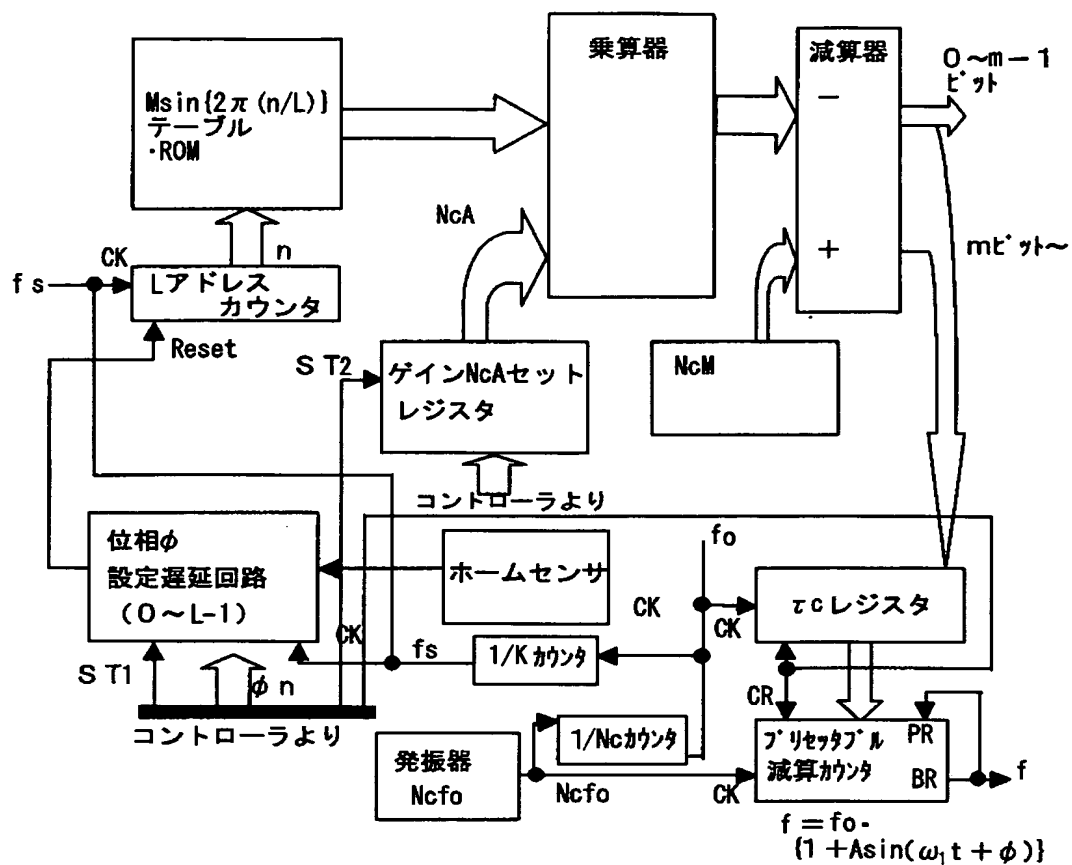 乗算器
減算器
0~m-1
ビット
Msin{2π(n/L)}
テーブル
・ROM
−
NcA
+
mビット~
CK
n
fs
Lアドレス
カウンタ
Reset
ST2
ゲインNcAセット
レジスタ
NcM
コントローラより
fo
位相φ
設定遅延回路
(0~L-1)
ホームセンサ
τcレジスタ
CK
CK
CK
fs
1/Kカウンタ
ST1
φn
CR
コントローラより
1/Ncカウンタ
プリセッタブル
減算カウンタ
PR
BR
f
発振器
Ncfo
Ncfo
CK
f=fo-
{1+Asin(ω₁t+φ)}